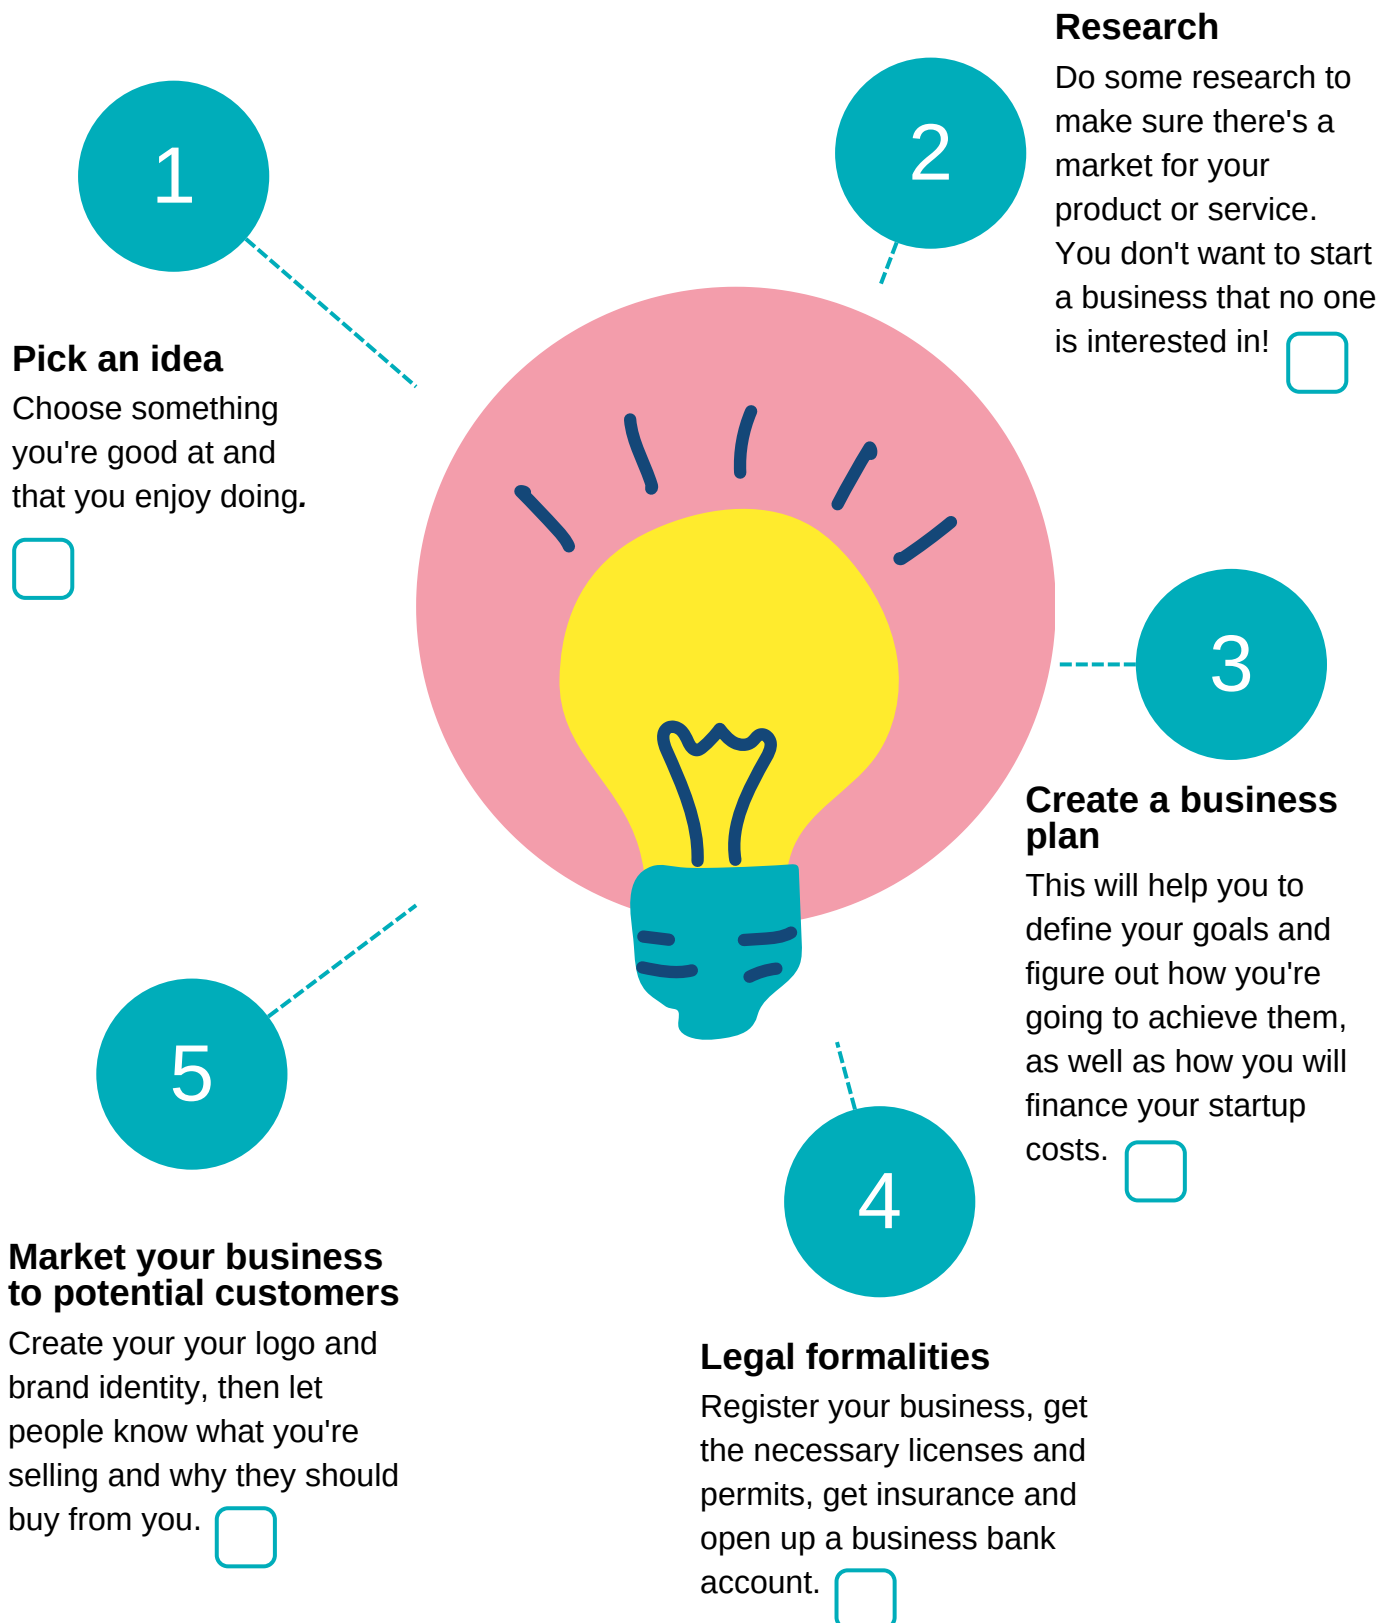 1
Pick an idea
Choose something
you're good at and
that you enjoy doing.
2
Research
Do some research to
make sure there's a
market for your
product or service.
You don't want to start
a business that no one
is interested in!
3
Create a business
plan
This will help you to
define your goals and
figure out how you're
going to achieve them,
as well as how you will
finance your startup
costs.
4
Legal formalities
Register your business, get
the necessary licenses and
permits, get insurance and
open up a business bank
account.
5
Market your business
to potential customers
Create your your logo and
brand identity, then let
people know what you're
selling and why they should
buy from you.